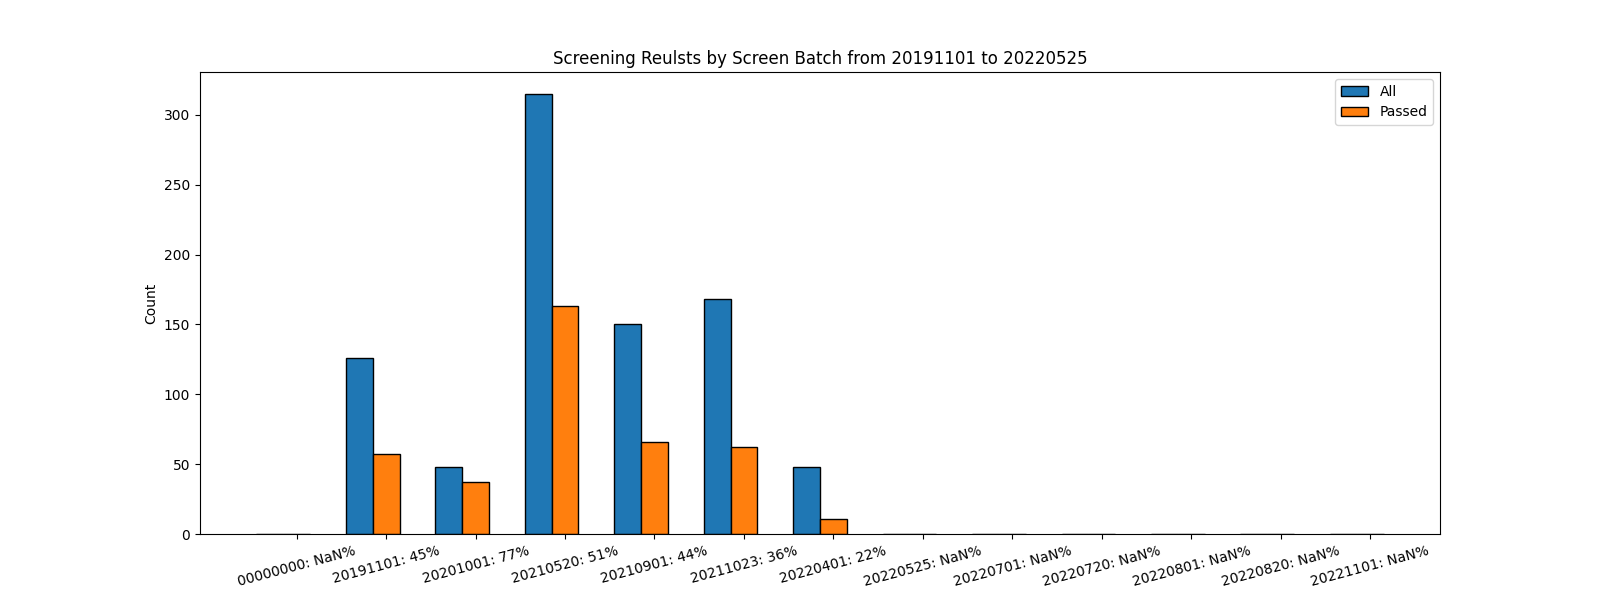 Screening Reulsts by Screen Batch from 20191101 to 20220525
All
Passed
Count
300
250
200
150
100
50
0
00000000: NaN%
20191101: 45%
20201001: 77%
20210520: 51%
20210901: 44%
20211023: 36%
20220401: 22%
20220525: NaN%
20220701: NaN%
20220720: NaN%
20220801: NaN%
20220820: NaN%
20221101: NaN%